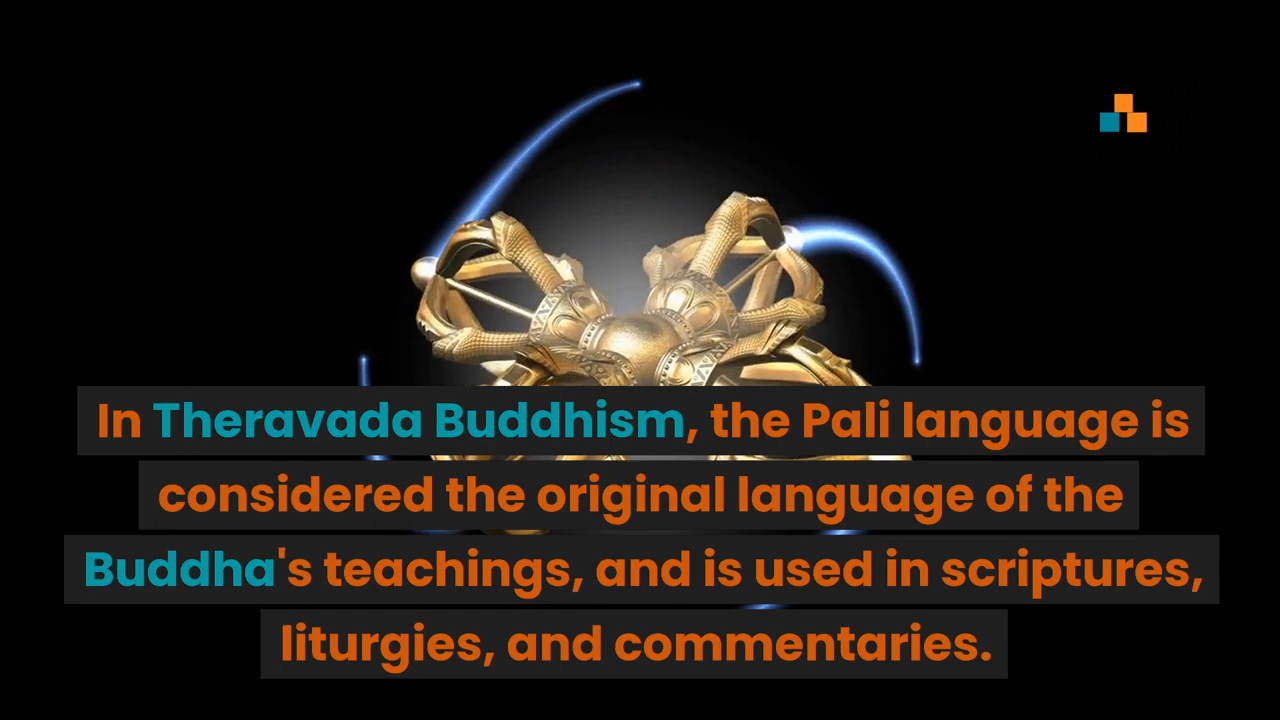 In Theravada Buddhism, the Pali language is
considered the original language of the
Buddha's teachings, and is used in scriptures,
liturgies, and commentaries.